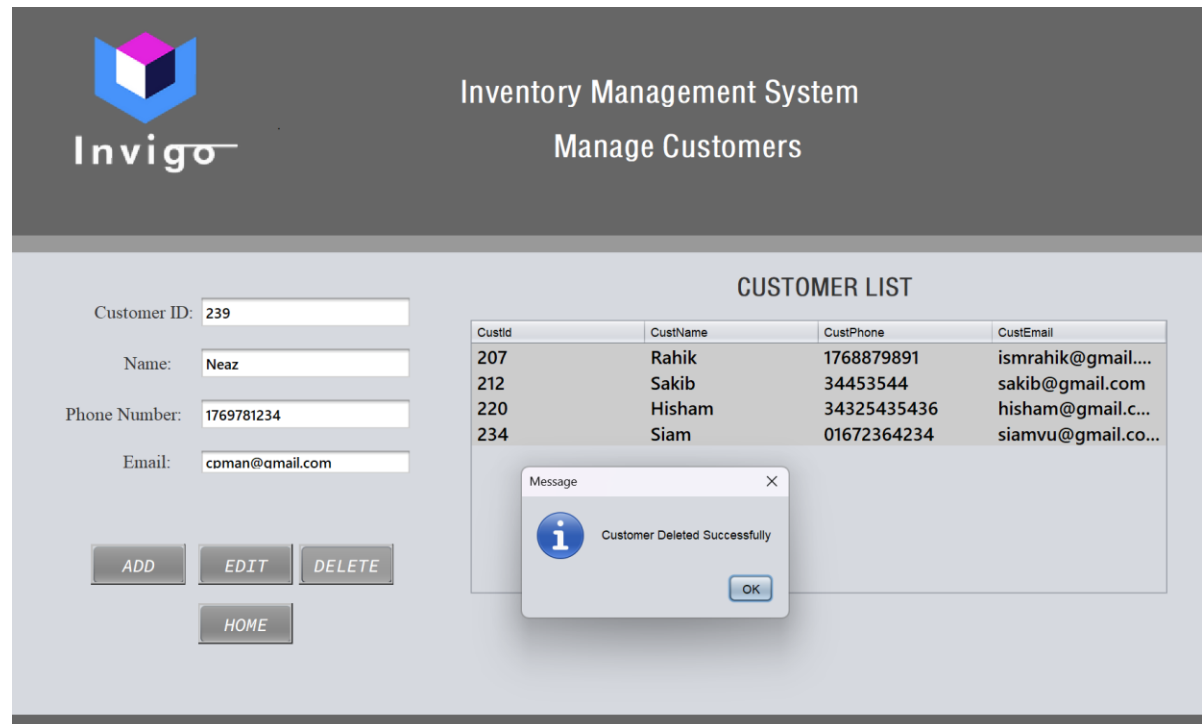 Invigo
Inventory Management System
Manage Customers
Customer ID: 239
Name: Neaz
Phone Number: 1769781234
Email: cpman@gmail.com
ADD EDIT DELETE
HOME
CUSTOMER LIST
CustId CustName CustPhone CustEmail
207 Rahik 1768879891 ismrahik@gmail....
212 Sakib 34453544 sakib@gmail.com
220 Hisham 34325435436 hisham@gmail.c...
234 Siam 01672364234 siamvu@gmail.co...
Message
Customer Deleted Successfully
OK